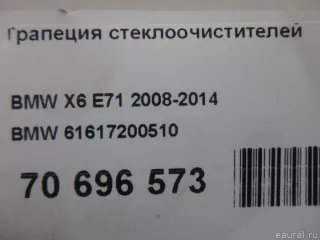 Трапеция стеклоочистителей
BMW X6 E71 2008-2014
BMW 61617200510
70 696 573
eaural.ru